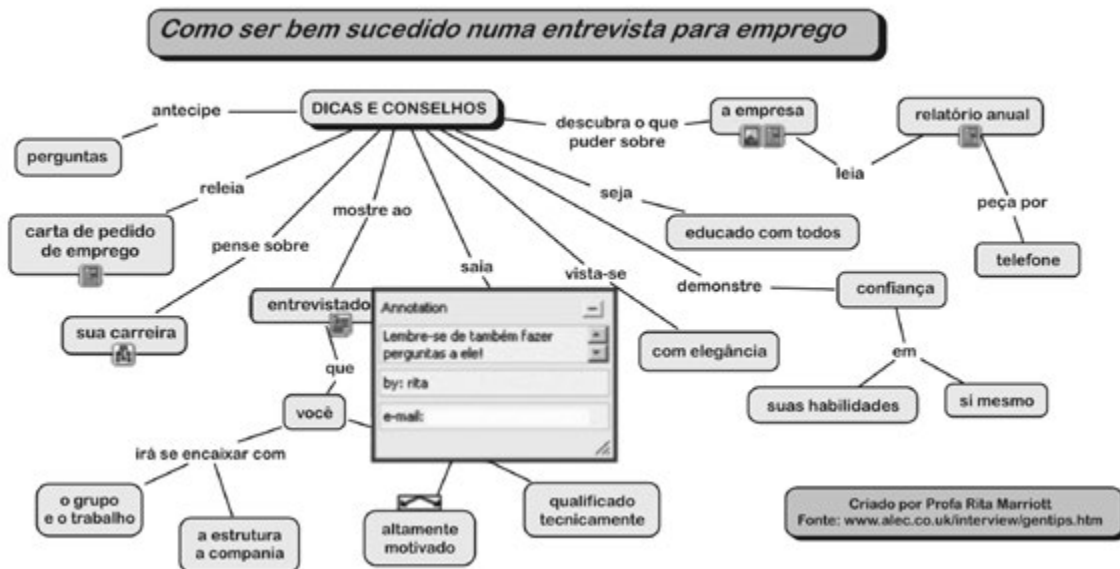 Como ser bem sucedido numa entrevista para emprego
DICAS E CONSELHOS
antecipe
perguntas
releia
carta de pedido
de emprego
pense sobre
sua carreira
mostre ao
entrevistado
que
você
irá se encaixar com
o grupo
e o trabalho
a estrutura
a compania
altamente
motivado
qualificado
tecnicamente
saia
Annotation
Lembre-se de também fazer
perguntas a ele!
by: rita
e-mail:
vista-se
com elegância
demonstre
confiança
em
suas habilidades
si mesmo
seja
educado com todos
descubra o que
puder sobre
a empresa
leia
relatório anual
peça por
telefone
Criado por Profa Rita Marriott
Fonte: www.alec.co.uk/interview/gentips.htm